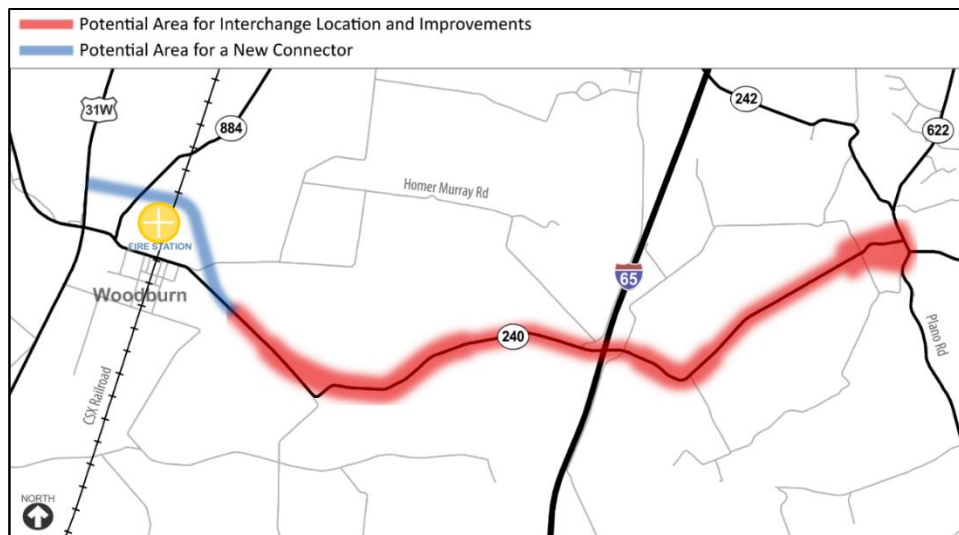 Potential Area for Interchange Location and Improvements
Potential Area for a New Connector
31W
884
242
622
Homer Murray Rd
FIRE STATION
65
Woodburn
240
Plano Rd
CSX Railroad
NORTH